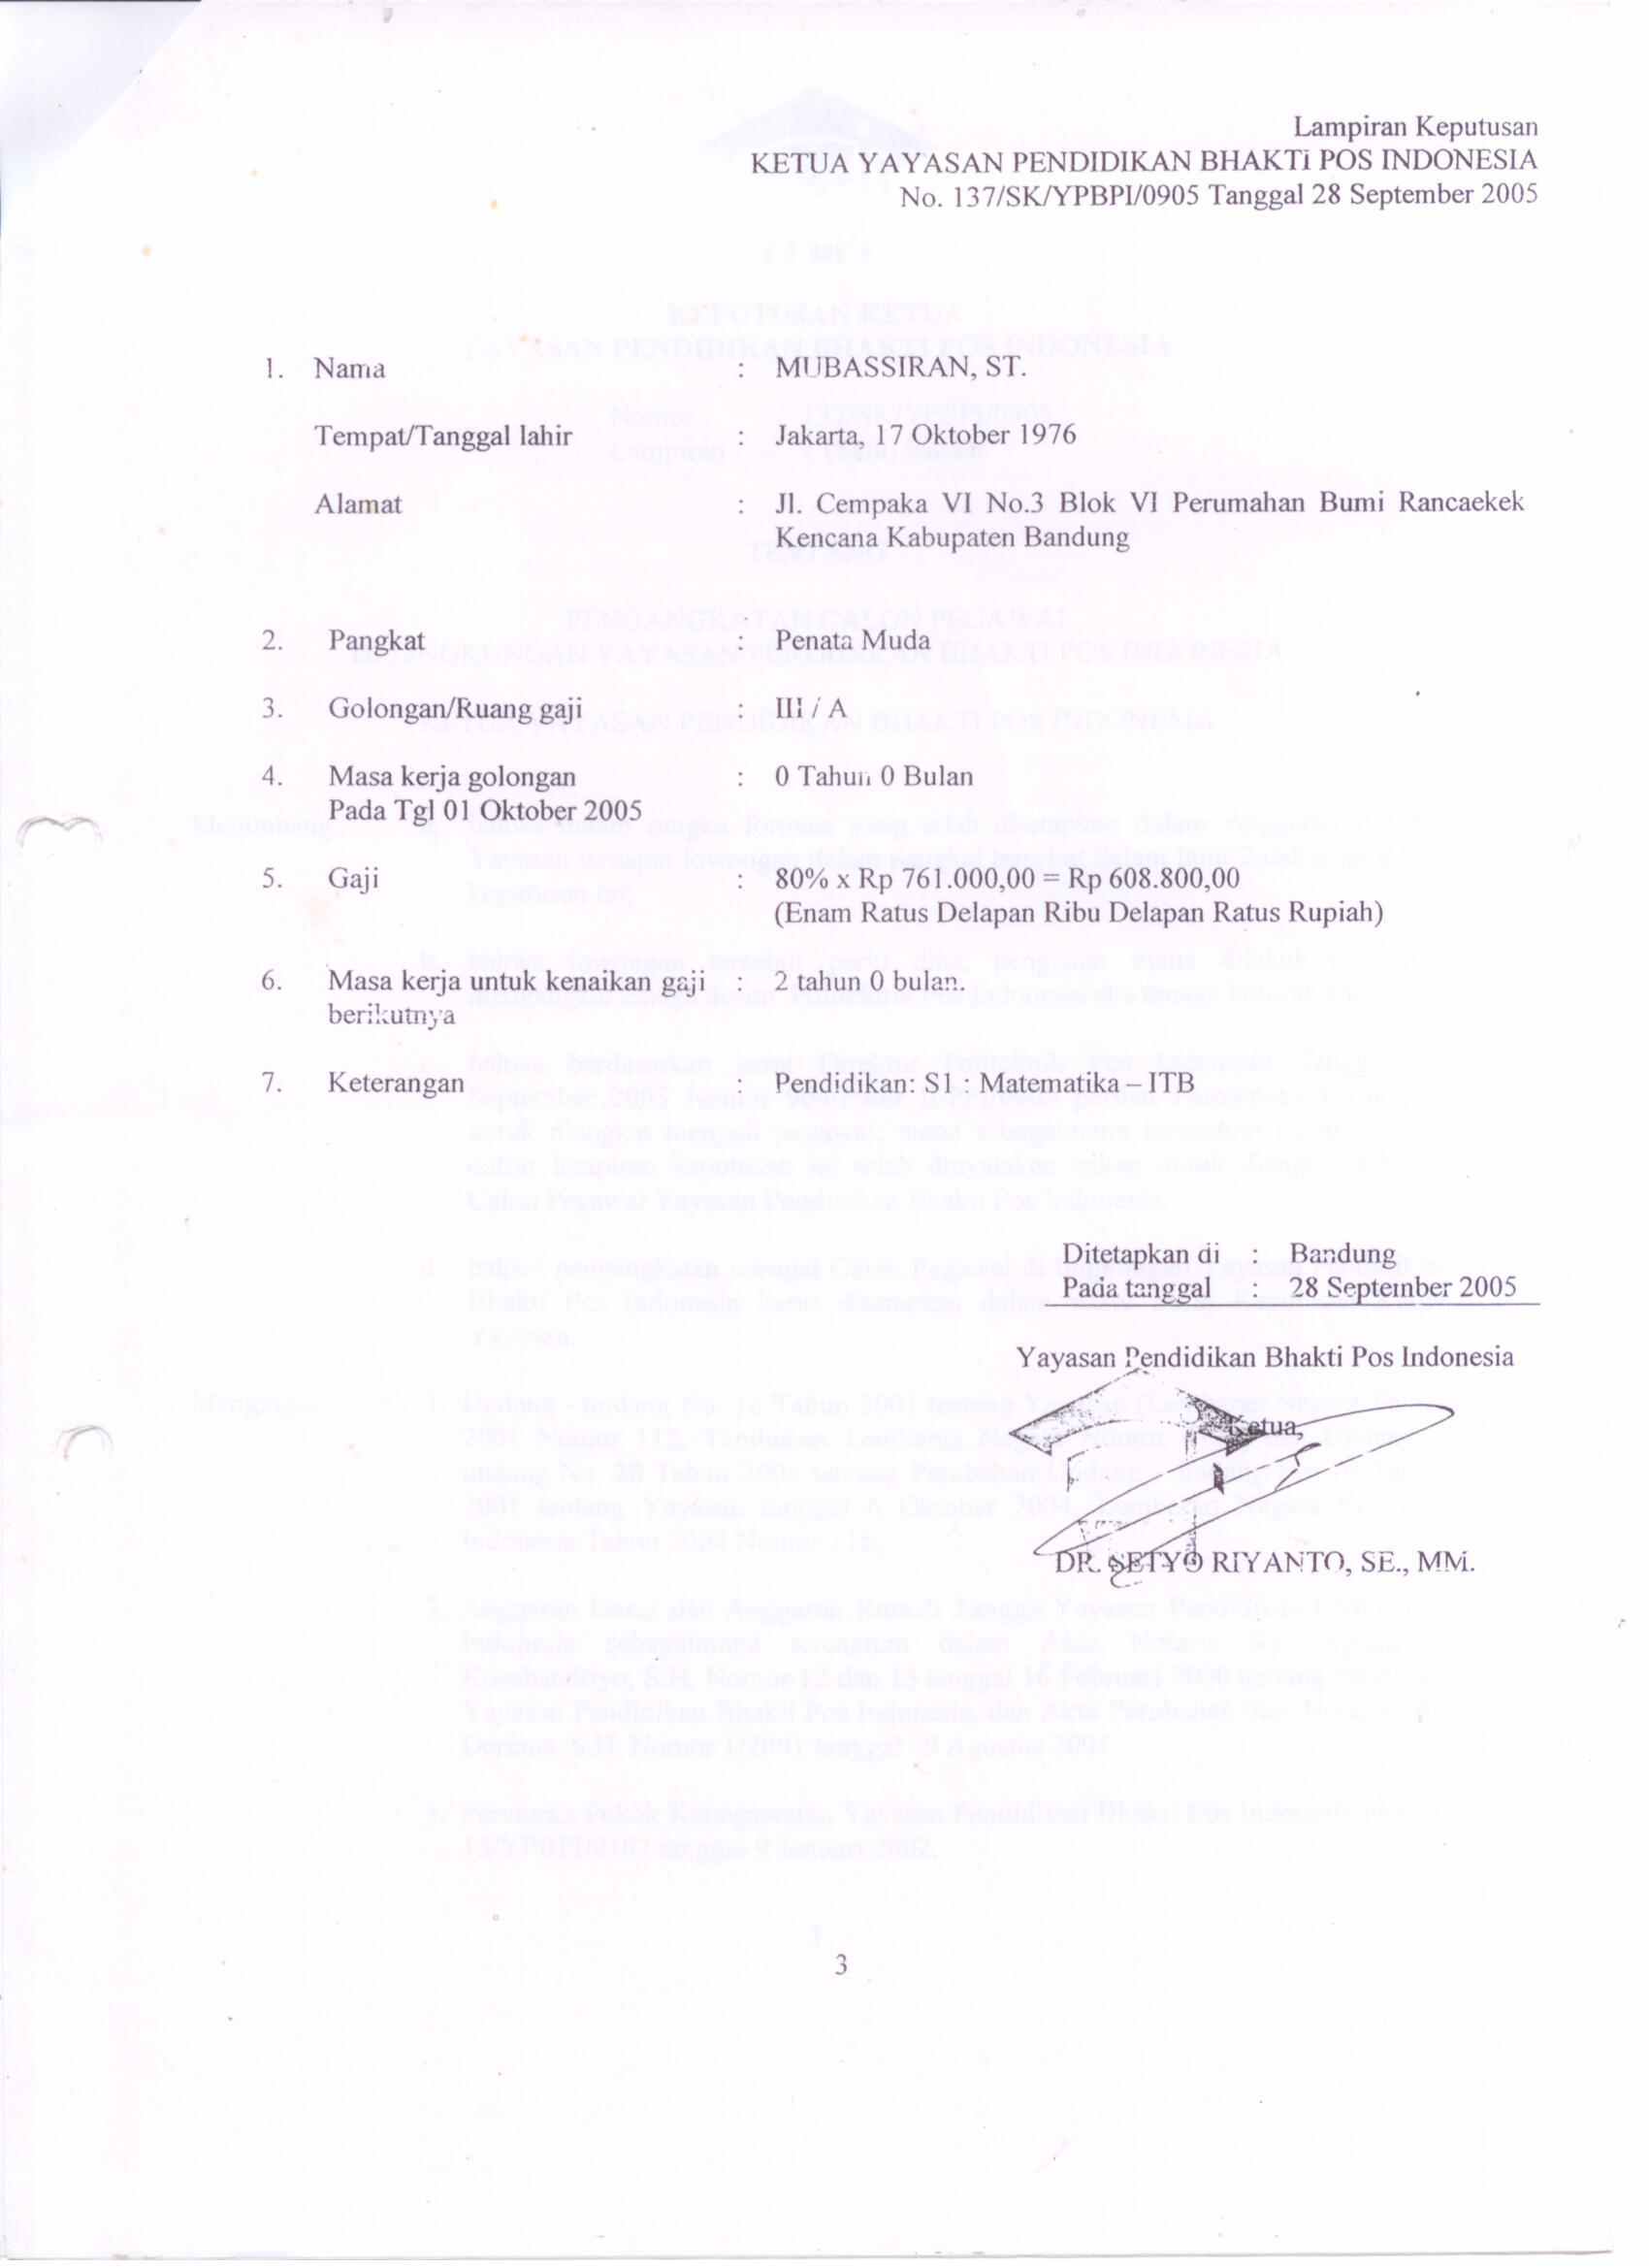 Lampiran Keputusan
KETUA YAYASAN PENDIDIKAN BHAKTI POS INDONESIA
No. 137/SK/YPBPI/0905 Tanggal 28 September 2005
1. Nama : MUBASSIRAN, ST.
Tempat/Tanggal lahir : Jakarta, 17 Oktober 1976
Alamat : Jl. Cempaka VI No.3 Blok VI Perumahan Bumi Rancaekek
Kencana Kabupaten Bandung
2. Pangkat : Penata Muda
3. Golongan/Ruang gaji : III / A
4. Masa kerja golongan : 0 Tahun 0 Bulan
Pada Tgl 01 Oktober 2005
5. Gaji : 80% x Rp 761.000,00 = Rp 608.800,00
(Enam Ratus Delapan Ribu Delapan Ratus Rupiah)
6. Masa kerja untuk kenaikan gaji : 2 tahun 0 bulan.
berikutnya
7. Keterangan : Pendidikan: S1 : Matematika – ITB
Ditetapkan di : Bandung
Pada tanggal : 28 September 2005
Yayasan Pendidikan Bhakti Pos Indonesia
Ketua,
DR. SETYO RIYANTO, SE., MM.
3